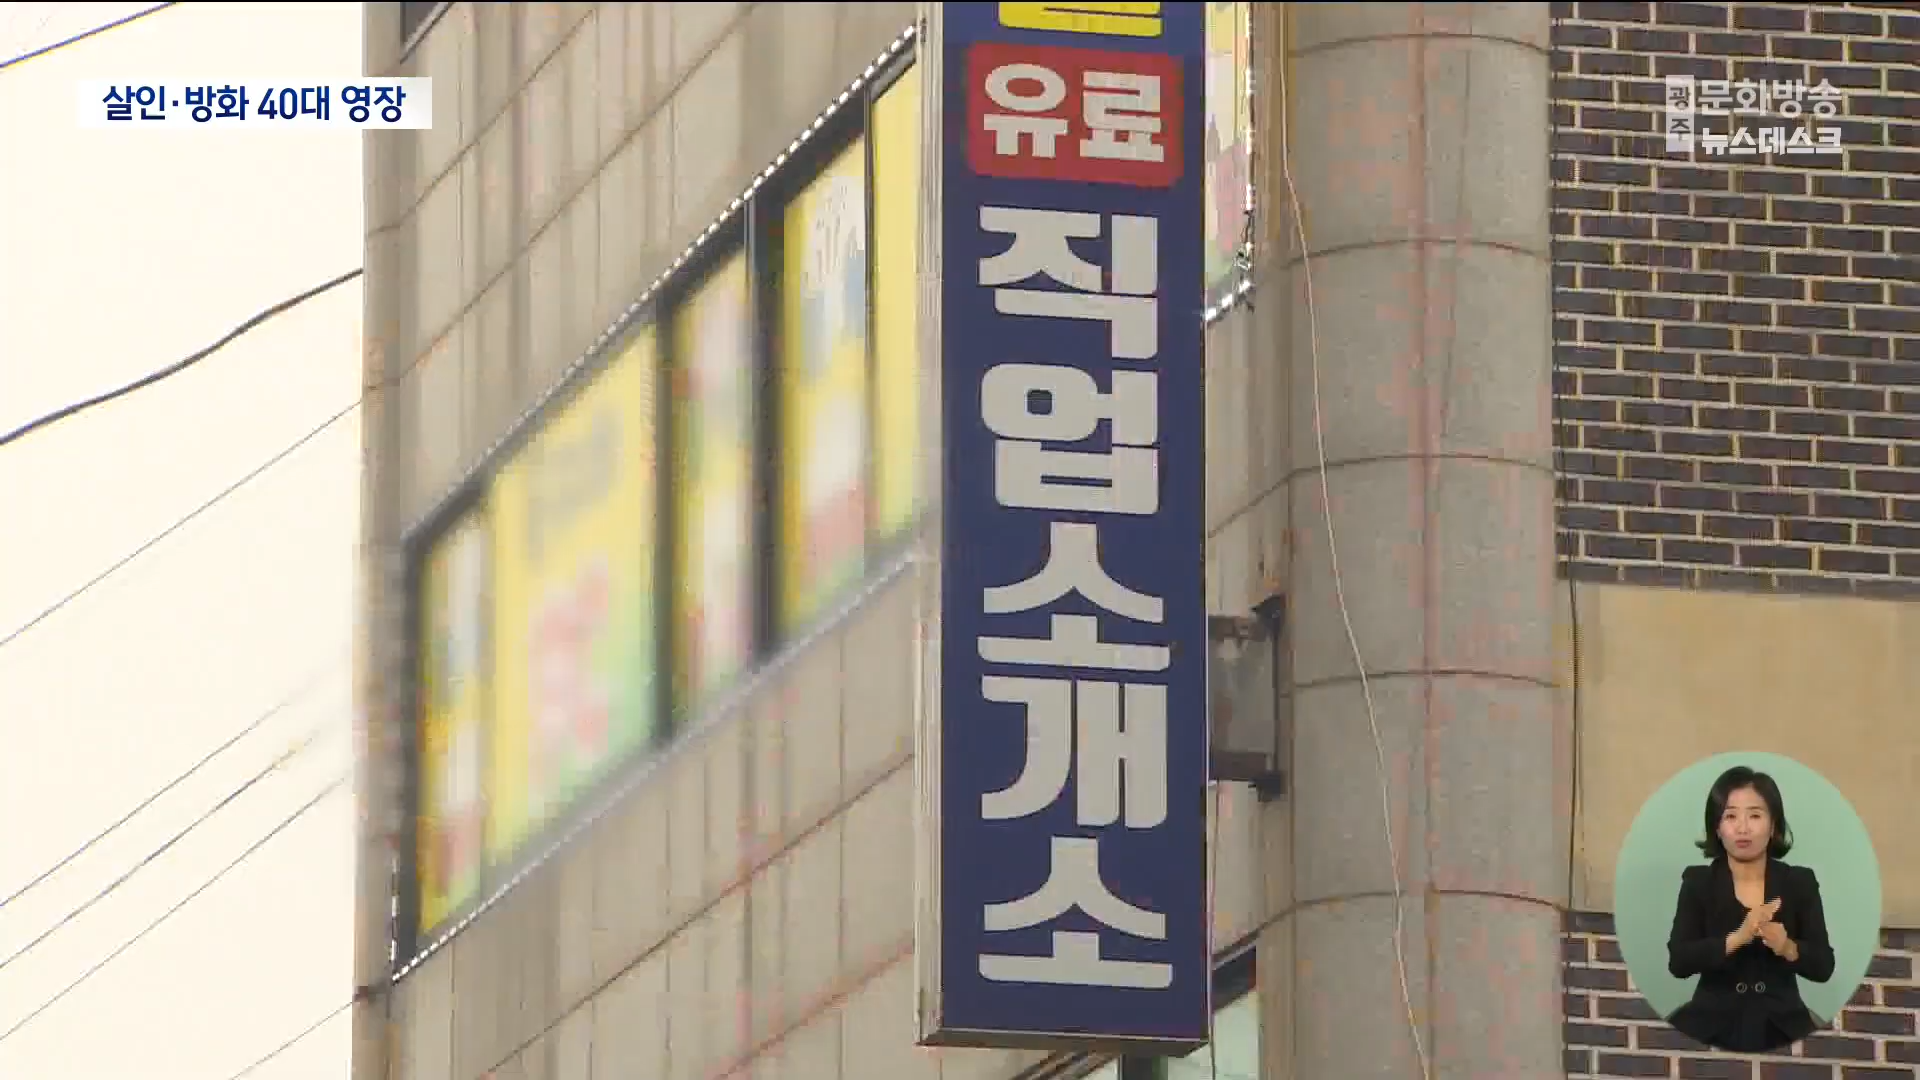 살인·방화 40대 영장
유료
직업소개소
광주
문화방송
뉴스데스크